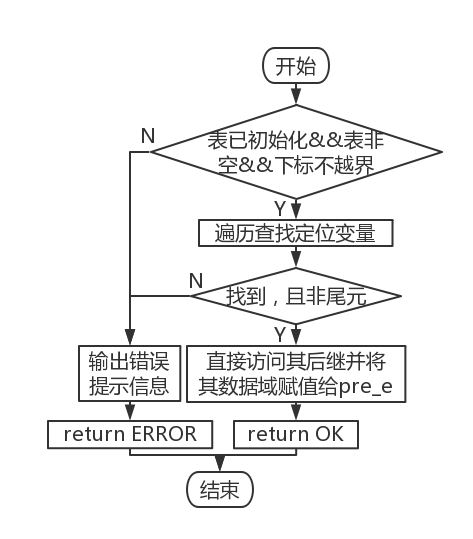 开始
N
表已初始化&&表非
空&&下标不越界
Y
遍历查找定位变量
N
找到，且非尾元
Y
输出错误
提示信息
直接访问其后继并将
其数据域赋值给pre_e
return ERROR
return OK
结束